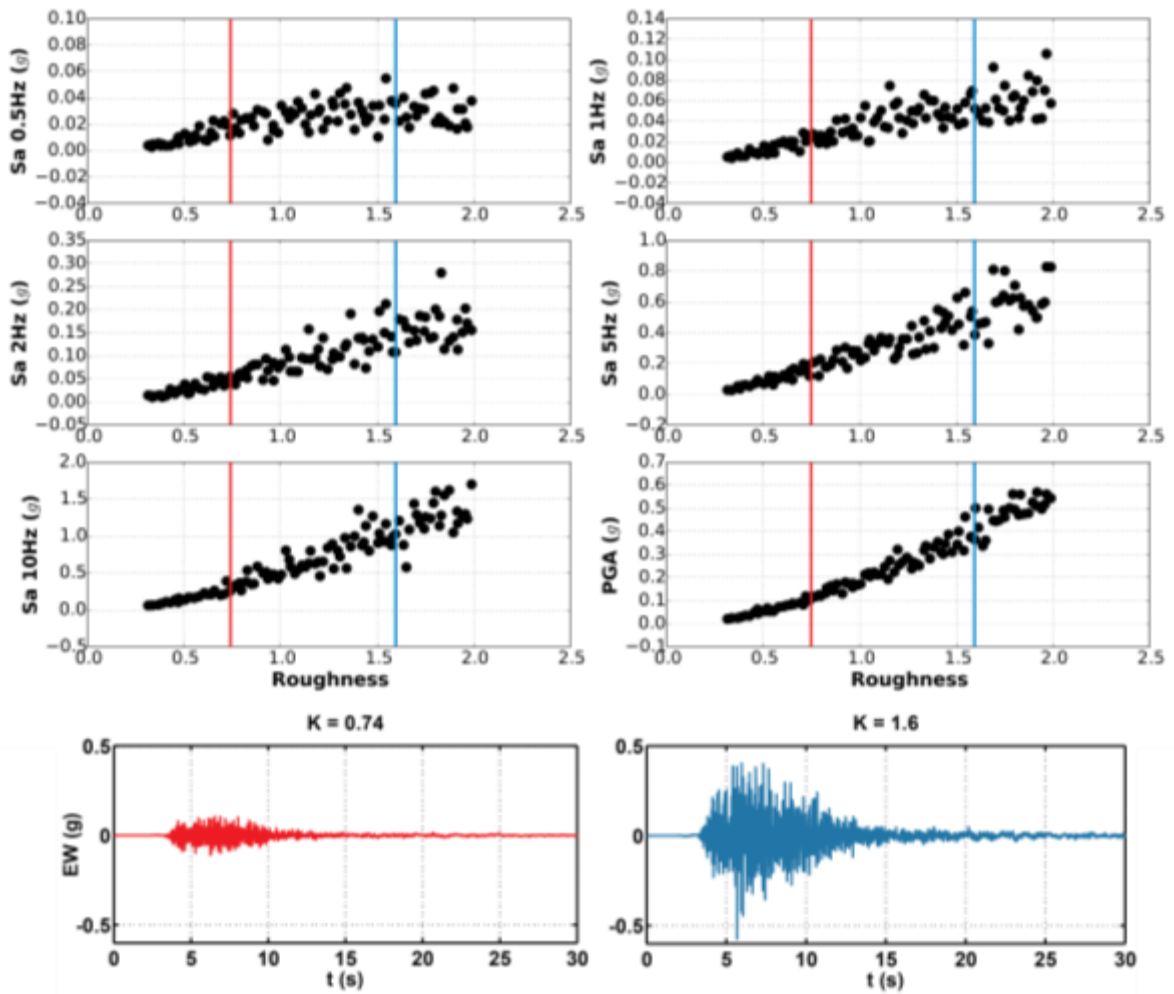 0.10
0.08
0.06
0.04
0.02
0.00
−0.02
−0.04
Sa 0.5Hz (g)
0.0 0.5 1.0 1.5 2.0 2.5
0.14
0.12
0.10
0.08
0.06
0.04
0.02
0.00
−0.02
−0.04
Sa 1Hz (g)
0.0 0.5 1.0 1.5 2.0 2.5
0.35
0.30
0.25
0.20
0.15
0.10
0.05
0.00
−0.05
Sa 2Hz (g)
0.0 0.5 1.0 1.5 2.0 2.5
1.0
0.8
0.6
0.4
0.2
0.0
−0.2
Sa 5Hz (g)
0.0 0.5 1.0 1.5 2.0 2.5
2.0
1.5
1.0
0.5
0.0
−0.5
Sa 10Hz (g)
0.0 0.5 1.0 1.5 2.0 2.5
Roughness
0.7
0.6
0.5
0.4
0.3
0.2
0.1
0.0
−0.1
PGA (g)
0.0 0.5 1.0 1.5 2.0 2.5
Roughness
K = 0.74
0.5
0
-0.5
EW (g)
0 5 10 15 20 25 30
t (s)
K = 1.6
0.5
0
-0.5
0 5 10 15 20 25 30
t (s)